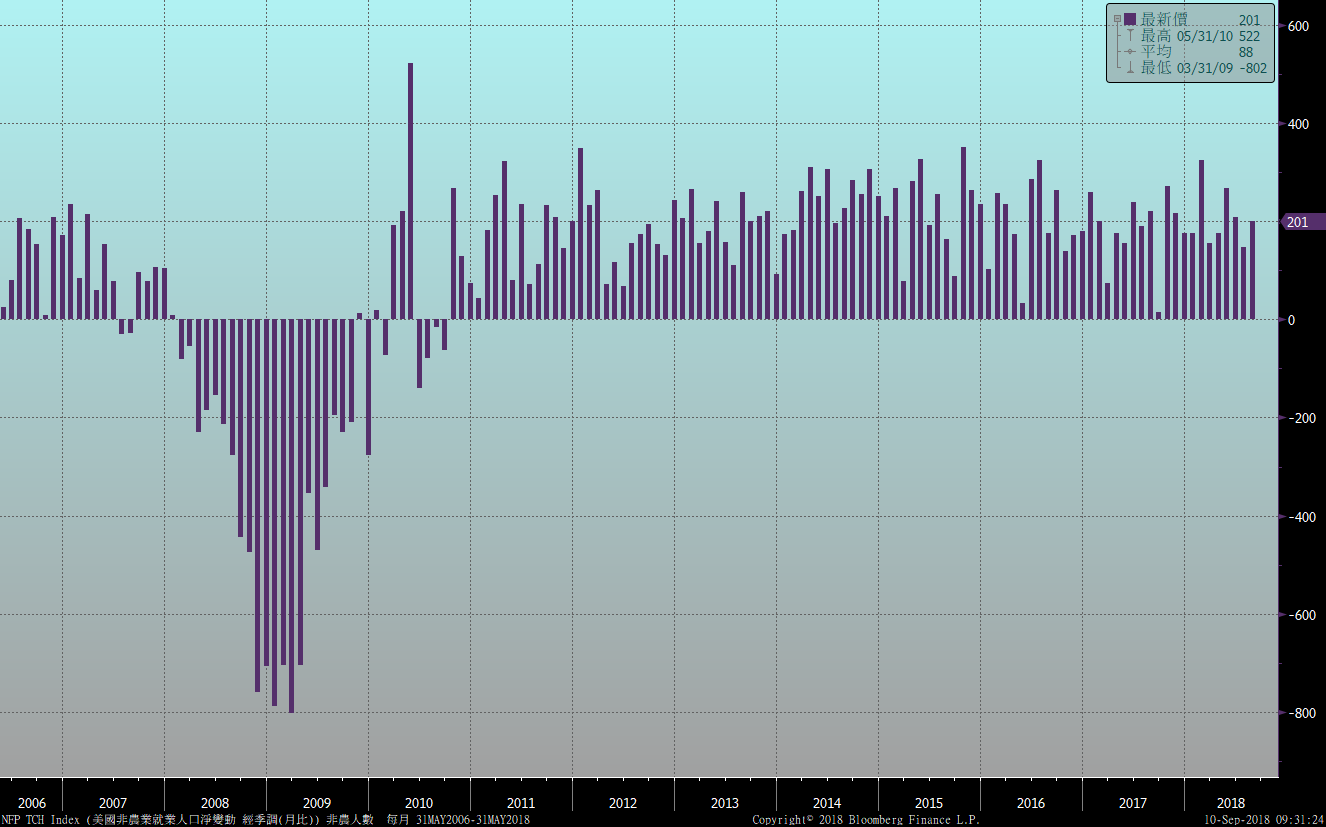 最新價 201
最高 05/31/10 522
平均 88
最低 03/31/09 -802
600
400
201
0
-200
-400
-600
-800
2006 2007 2008 2009 2010 2011 2012 2013 2014 2015 2016 2017 2018
NFP TCH Index (美國非農業就業人口淨變動 經季調(月比)) 非農人數 每月 31MAY2006-31MAY2018 Copyright© 2018 Bloomberg Finance L.P. 10-Sep-2018 09:31:24